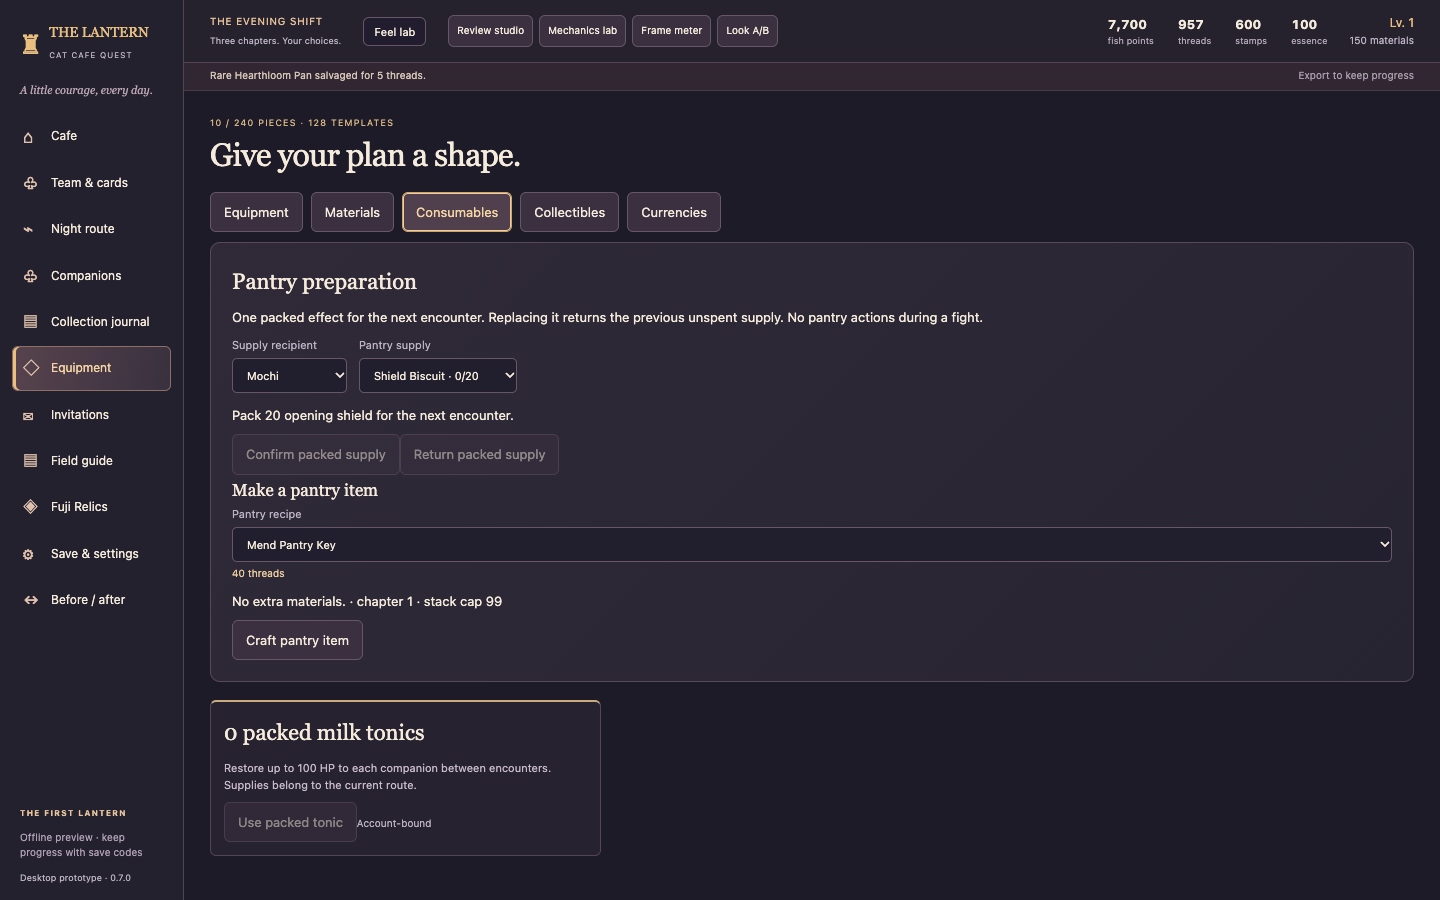 THE LANTERN
CAT CAFE QUEST
A little courage, every day.
Cafe
Team & cards
Night route
Companions
Collection journal
Equipment
Invitations
Field guide
Fuji Relics
Save & settings
Before / after
THE FIRST LANTERN
Offline preview · keep
progress with save codes
Desktop prototype · 0.7.0
THE EVENING SHIFT
Three chapters. Your choices.
Feel lab
Review studio
Mechanics lab
Frame meter
Look A/B
7,700
fish points
957
threads
600
stamps
100
essence
Lv. 1
150 materials
Rare Hearthloom Pan salvaged for 5 threads.
Export to keep progress
10 / 240 PIECES · 128 TEMPLATES
Give your plan a shape.
Equipment
Materials
Consumables
Collectibles
Currencies
Pantry preparation
One packed effect for the next encounter. Replacing it returns the previous unspent supply. No pantry actions during a fight.
Supply recipient
Pantry supply
Mochi
Shield Biscuit · 0/20
Pack 20 opening shield for the next encounter.
Confirm packed supply
Return packed supply
Make a pantry item
Pantry recipe
Mend Pantry Key
40 threads
No extra materials. · chapter 1 · stack cap 99
Craft pantry item
0 packed milk tonics
Restore up to 100 HP to each companion between encounters.
Supplies belong to the current route.
Use packed tonic
Account-bound